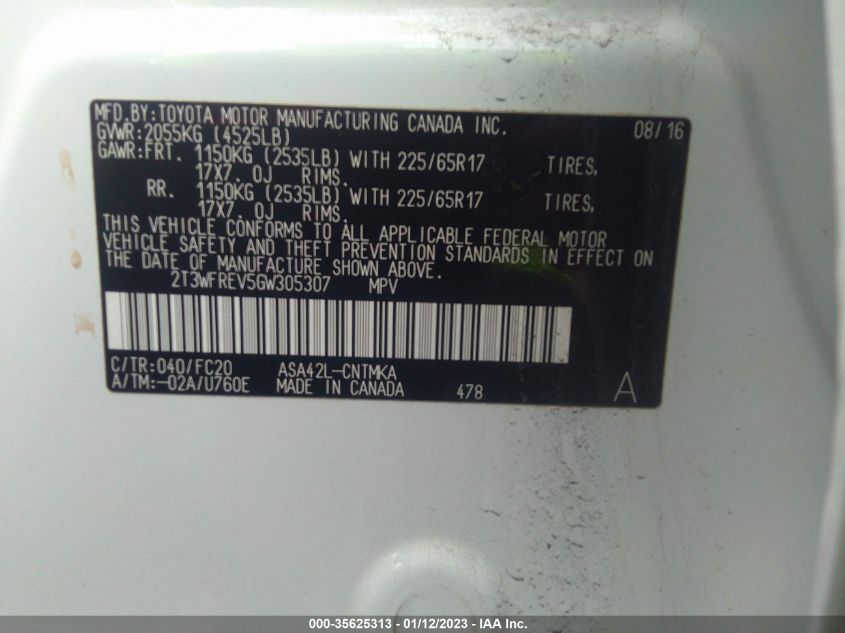 MFD.BY:TOYOTA MOTOR MANUFACTURING CANADA INC. 08/16
GVWR:2055KG (4525LB)
GAWR:FRT. 1150KG (2535LB) WITH 225/65R17 TIRES,
17X7.0J RIMS.
RR. 1150KG (2535LB) WITH 225/65R17 TIRES,
17X7.0J RIMS.
THIS VEHICLE CONFORMS TO ALL APPLICABLE FEDERAL MOTOR
VEHICLE SAFETY AND THEFT PREVENTION STANDARDS IN EFFECT ON
THE DATE OF MANUFACTURE SHOWN ABOVE.
2T3WFREV5GW305307 MPV
C/TR:040/FC20 ASA42L-CNTMKA
A/TM:-02A/U760E MADE IN CANADA 478 A
000-35625313 - 01/12/2023 - IAA Inc.